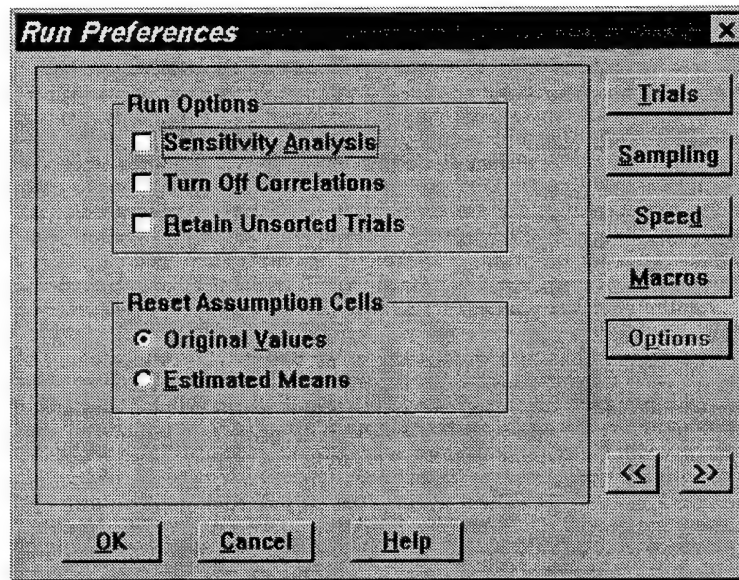 Run Preferences
Run Options
Sensitivity Analysis
Turn Off Correlations
Retain Unsorted Trials
Reset Assumption Cells
Original Values
Estimated Means
Trials
Sampling
Speed
Macros
Options
<< >>
OK Cancel Help